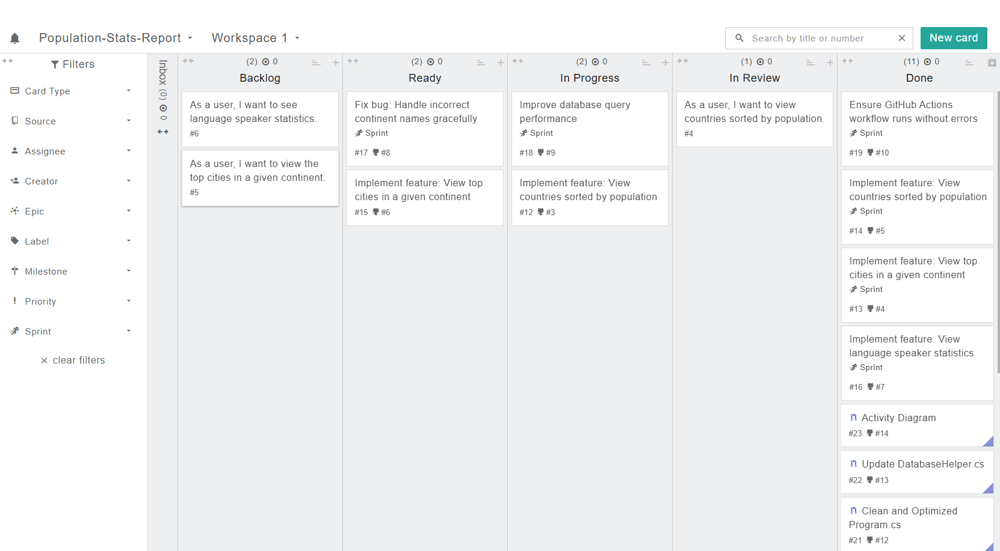 Population-Stats-Report
Workspace 1
Search by title or number
New card
Filters
Card Type
Source
Assignee
Creator
Epic
Label
Milestone
Priority
Sprint
clear filters
Inbox (0) 0
(2) 0
Backlog
As a user, I want to see
language speaker statistics.
#6
As a user, I want to view the
top cities in a given continent.
#5
(2) 0
Ready
Fix bug: Handle incorrect
continent names gracefully
Sprint
#17 #8
Implement feature: View top
cities in a given continent
#15 #6
(2) 0
In Progress
Improve database query
performance
Sprint
#18 #9
Implement feature: View
countries sorted by population
#12 #3
(1) 0
In Review
As a user, I want to view
countries sorted by population.
#4
(11) 0
Done
Ensure GitHub Actions
workflow runs without errors
Sprint
#19 #10
Implement feature: View
countries sorted by population
Sprint
#14 #5
Implement feature: View top
cities in a given continent
Sprint
#13 #4
Implement feature: View
language speaker statistics
Sprint
#16 #7
Activity Diagram
#23 #14
Update DatabaseHelper.cs
#22 #13
Clean and Optimized
Program.cs
#21 #12